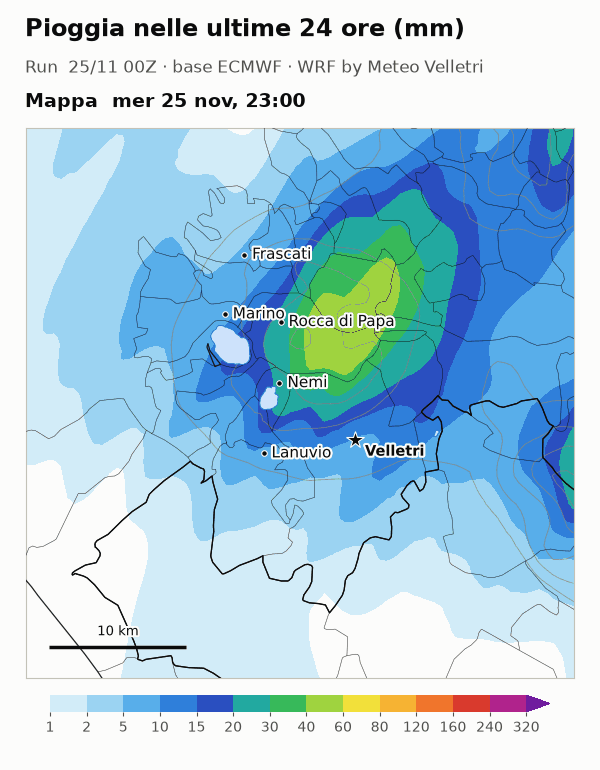 Pioggia nelle ultime 24 ore (mm)
Run  25/11 00Z · base ECMWF · WRF by Meteo Velletri
Mappa  mer 25 nov, 23:00
Frascati
Marino
Rocca di Papa
Nemi
Velletri
Lanuvio
10 km
1 2 5 10 15 20 30 40 60 80 120 160 240 320